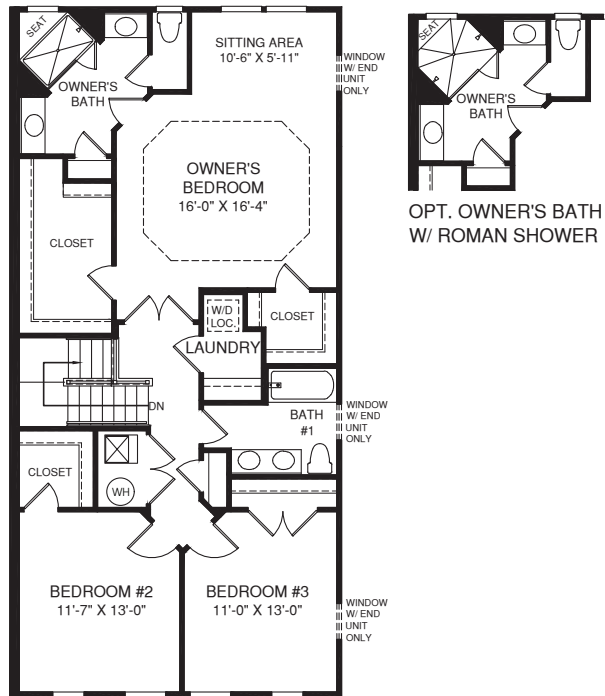 SEAT
SITTING AREA
10'-6" X 5'-11"
WINDOW
W/ END
UNIT
ONLY
OWNER'S
BATH
OWNER'S
BEDROOM
16'-0" X 16'-4"
CLOSET
W/D
LOC.
LAUNDRY
CLOSET
DN
BATH
#1
WINDOW
W/ END
UNIT
ONLY
CLOSET
WH
BEDROOM #2
11'-7" X 13'-0"
BEDROOM #3
11'-0" X 13'-0"
WINDOW
W/ END
UNIT
ONLY
SEAT
OWNER'S
BATH
OPT. OWNER'S BATH
W/ ROMAN SHOWER